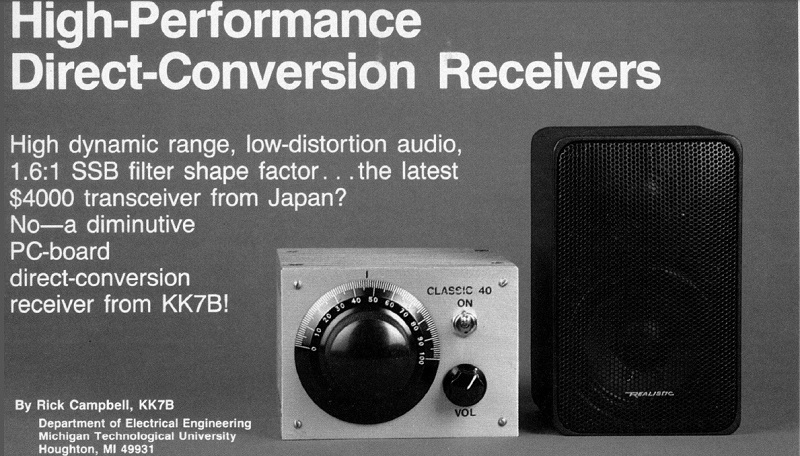 High-Performance
Direct-Conversion Receivers
High dynamic range, low-distortion audio,
1.6:1 SSB filter shape factor...the latest
$4000 transceiver from Japan?
No—a diminutive
PC-board
direct-conversion
receiver from KK7B!
CLASSIC 40
ON
0 10 20 30 40 50 60 70 80 90 100
VOL
REALISTIC
By Rick Campbell, KK7B
Department of Electrical Engineering
Michigan Technological University
Houghton, MI 49931